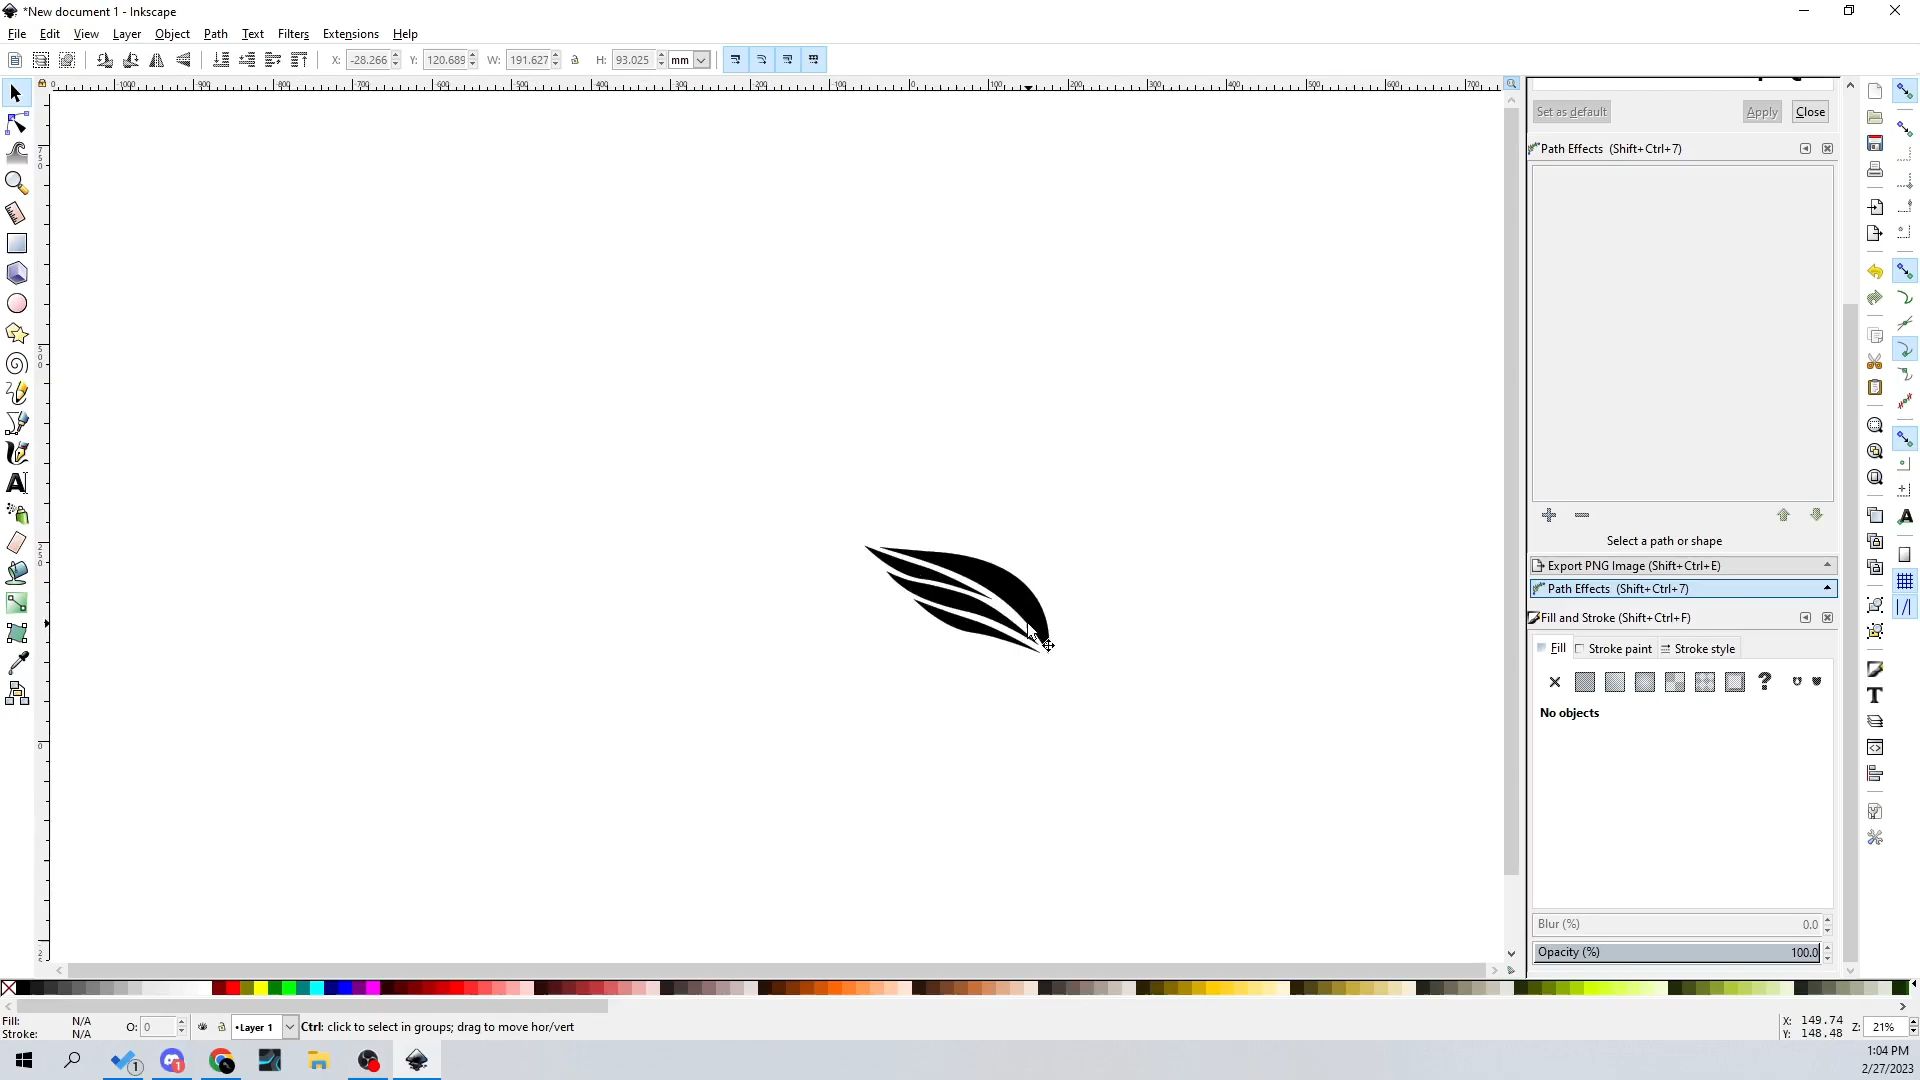 *New document 1 - Inkscape
File Edit View Layer Object Path Text Filters Extensions Help
X: -28.266 Y: 120.689 W: 191.627 H: 93.025 mm
Set as default Apply Close
Path Effects (Shift+Ctrl+7)
Select a path or shape
Export PNG Image (Shift+Ctrl+E)
Path Effects (Shift+Ctrl+7)
Fill and Stroke (Shift+Ctrl+F)
Fill Stroke paint Stroke style
No objects
Blur (%) 0.0
Opacity (%) 100.0
Fill: N/A
Stroke: N/A
O: 0
•Layer 1
Ctrl: click to select in groups; drag to move hor/vert
X: 149.74
Y: 148.48
Z: 21%
1:04 PM
2/27/2023